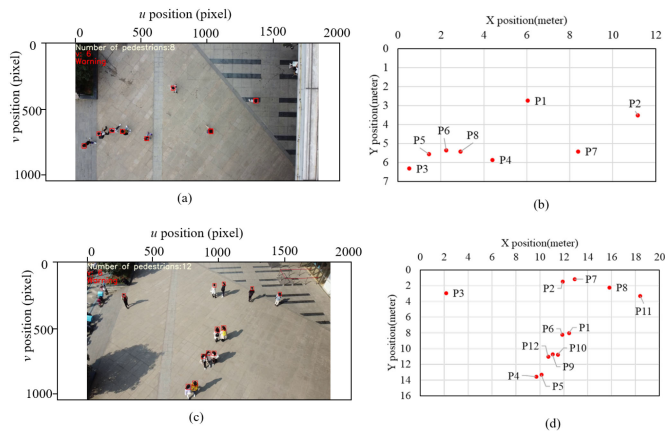 u position (pixel)
0 500 1000 1500 2000
v position (pixel)
0
500
1000
Number of pedestrians:8
Warning
(a)
X position(meter)
0 2 4 6 8 10 12
Y position(meter)
0
1
2
3
4
5
6
7
P1
P2
P5
P6
P8
P7
P4
P3
(b)
u position (pixel)
0 500 1000 1500 2000
v position (pixel)
0
500
1000
Number of pedestrians:12
(c)
X position(meter)
0 2 4 6 8 10 12 14 16 18 20
Y position(meter)
0
2
4
6
8
10
12
14
16
P3
P2
P7
P8
P11
P6
P1
P12
P10
P9
P4
P5
(d)